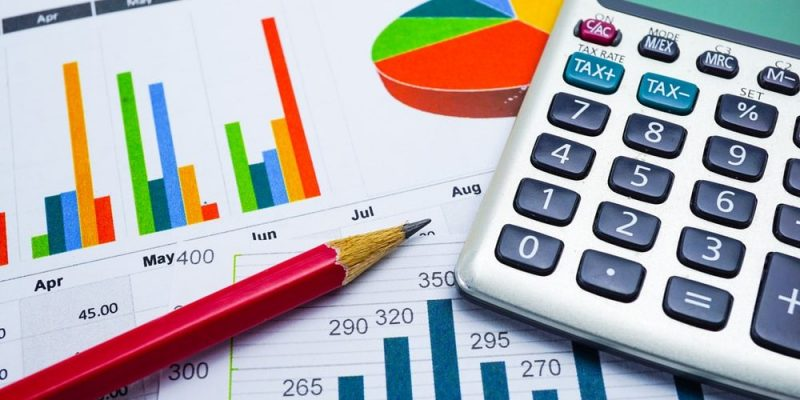 Apr
May
Apr
May
Jun
Jul
Aug
45.00
400
350
320
290
300
295
270
265
ON
C/AC
MODE
M/EX
C3
MRC
C2
M−
TAX RATE
TAX+
TAX−
SET
%
7
8
9
4
5
6
1
2
3
0
.
=
+